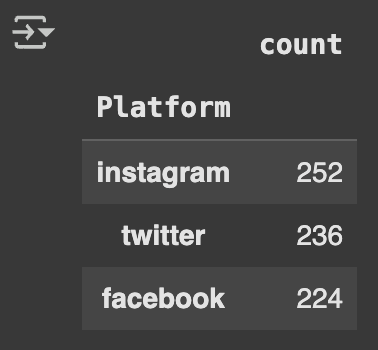 count
Platform
instagram 252
twitter 236
facebook 224